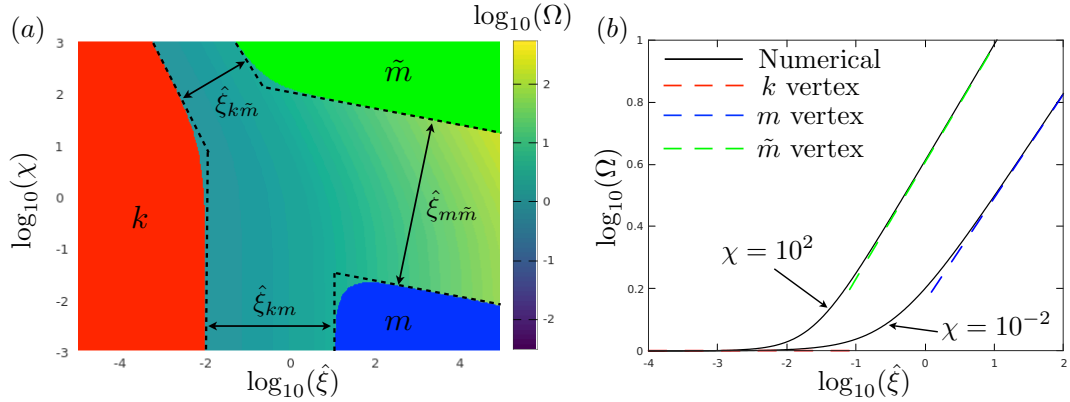 (a)
log₁₀(Ω)
3
2
1
0
-1
-2
-3
log₁₀(χ)
-4
-2
0
2
4
log₁₀(ξ̂)
k
m̃
m
ξ̂ₖₘ̃
ξ̂ₘₘ̃
ξ̂ₖₘ
2
1
0
-1
-2
(b)
1
0.8
0.6
0.4
0.2
0
log₁₀(Ω)
Numerical
k vertex
m vertex
m̃ vertex
χ = 10²
χ = 10⁻²
-4
-3
-2
-1
0
1
2
log₁₀(ξ̂)